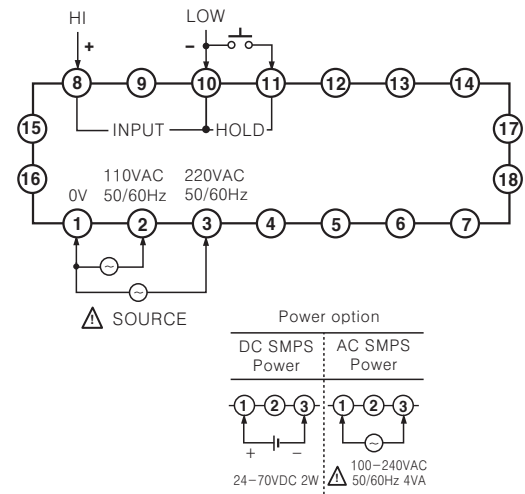 HI
LOW
+
-
8 9 10 11 12 13 14
INPUT HOLD
15 17
16 18
110VAC 220VAC
0V 50/60Hz 50/60Hz
1 2 3 4 5 6 7
~
~
⚠ SOURCE
Power option
DC SMPS AC SMPS
Power Power
1 2 3 1 2 3
+ − ~
24-70VDC 2W ⚠ 100-240VAC
50/60Hz 4VA